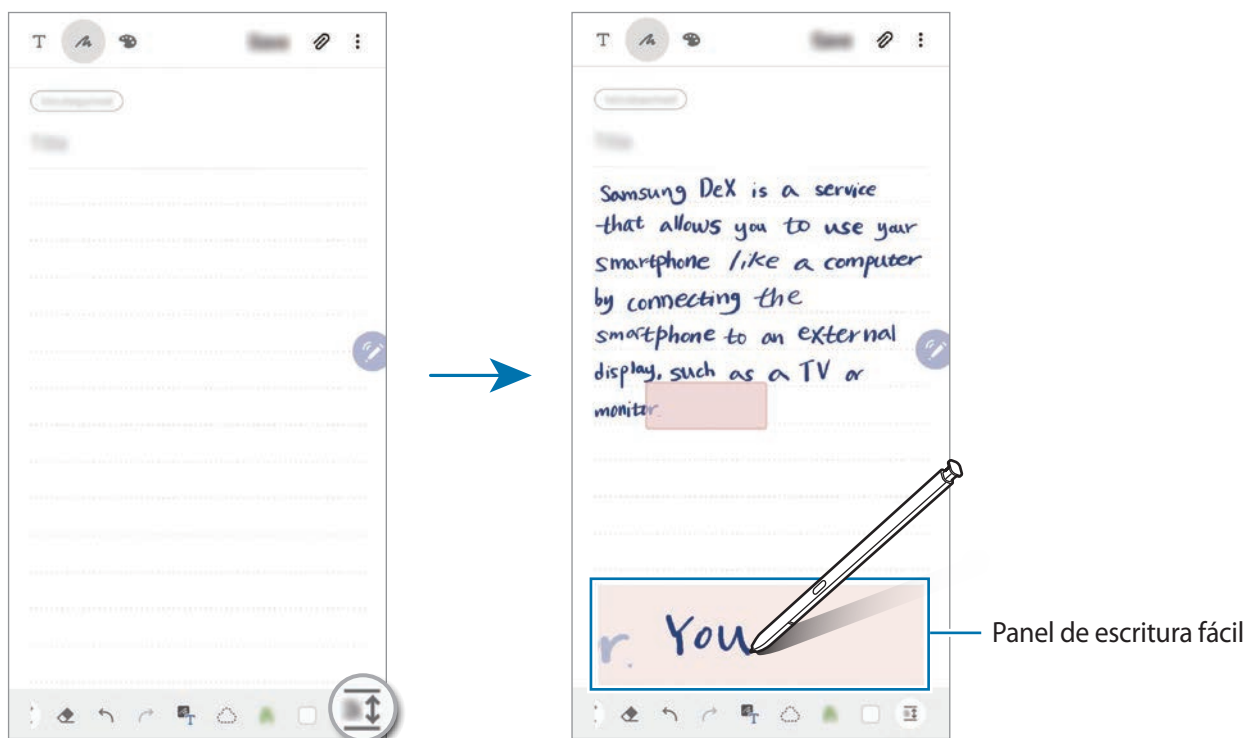 T
T
Samsung DeX is a service
that allows you to use your
smartphone like a computer
by connecting the
smartphone to an external
display, such as a TV or
monitor.
r. You
Panel de escritura fácil